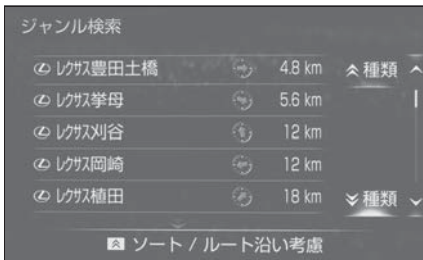 ジャンル検索
レクサス豊田土橋 4.8 km
種類
レクサス挙母 5.6 km
レクサス刈谷 12 km
レクサス岡崎 12 km
レクサス植田 18 km
種類
ソート / ルート沿い考慮